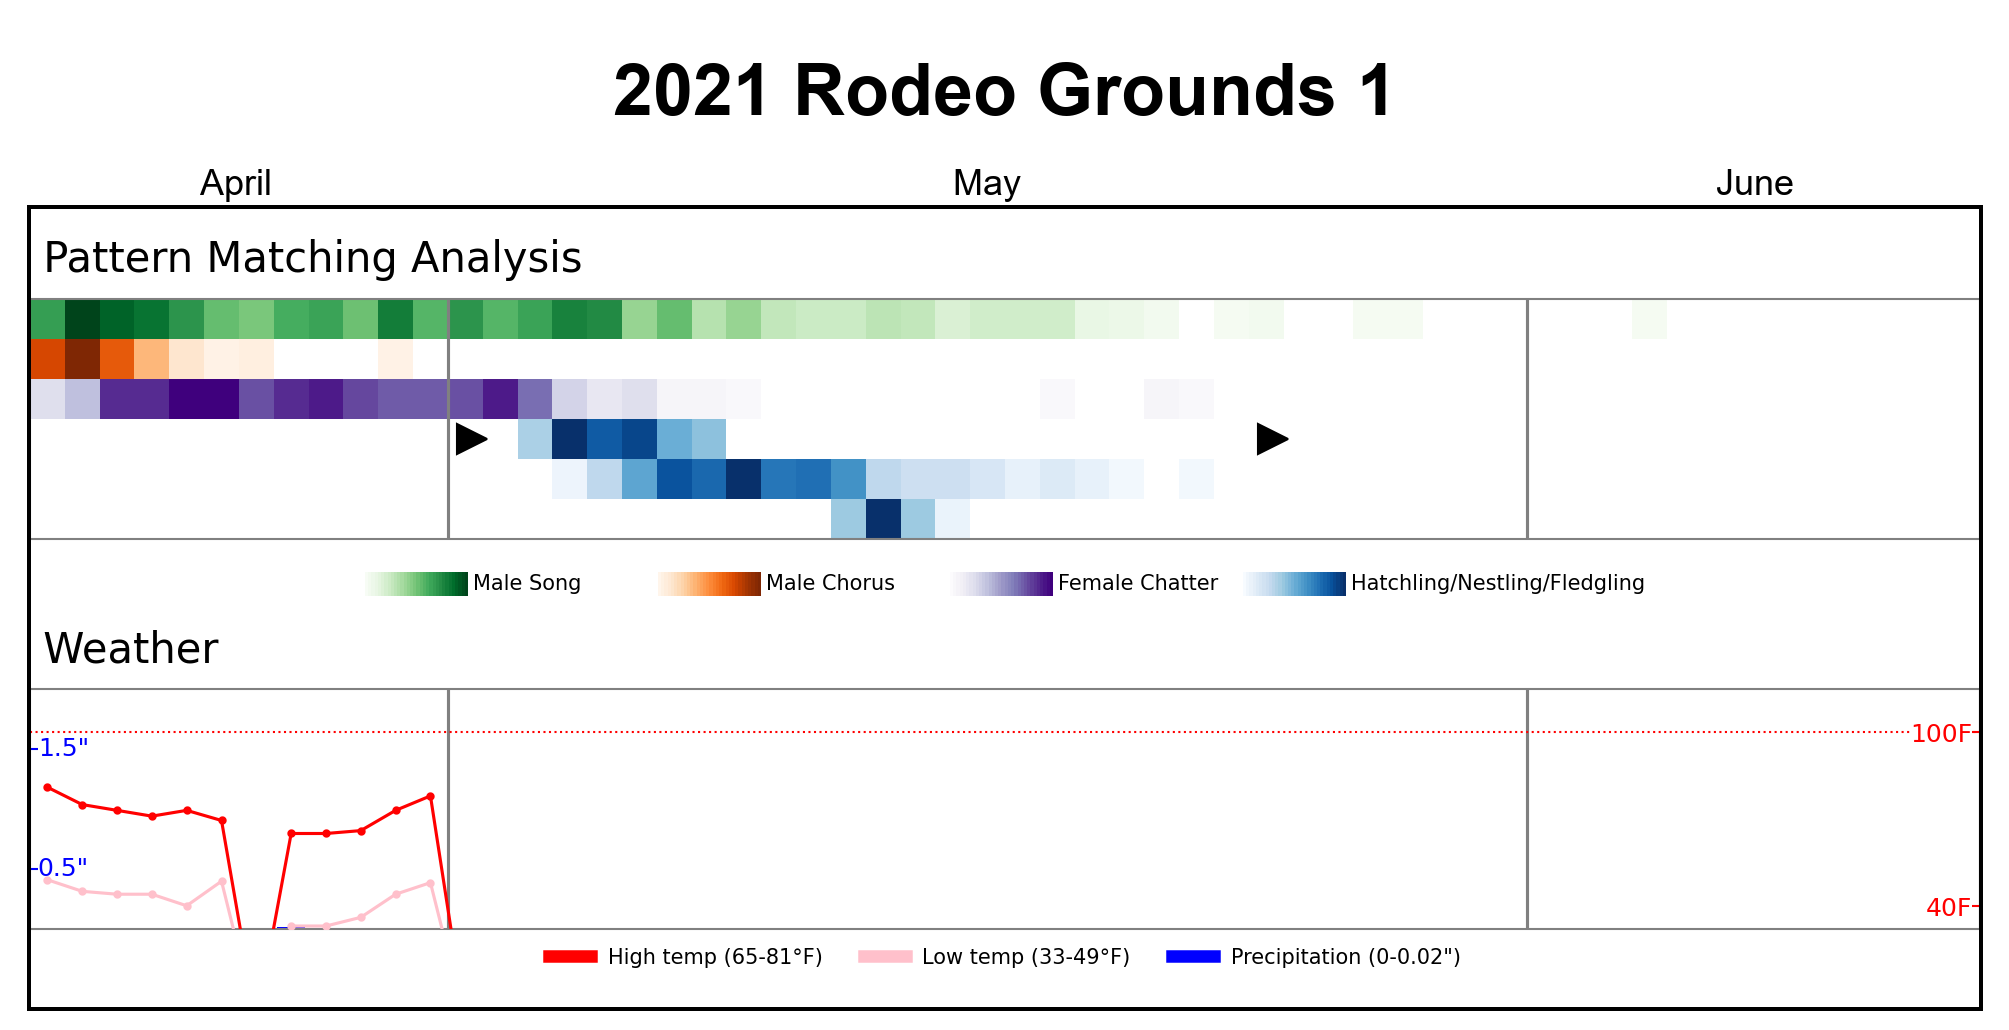 2021 Rodeo Grounds 1
April May June
Pattern Matching Analysis
Male Song Male Chorus Female Chatter Hatchling/Nestling/Fledgling
Weather
100F
1.5"
0.5"
40F
High temp (65-81°F) Low temp (33-49°F) Precipitation (0-0.02")